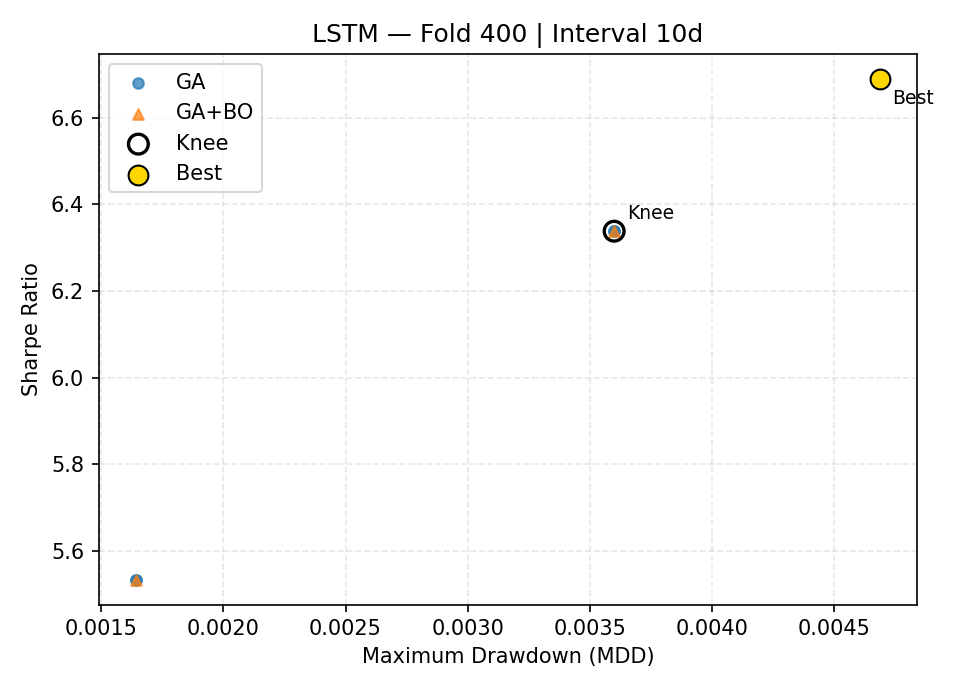 LSTM — Fold 400 | Interval 10d
GA
GA+BO
Knee
Best
Best
Knee
Sharpe Ratio
6.6
6.4
6.2
6.0
5.8
5.6
0.0015 0.0020 0.0025 0.0030 0.0035 0.0040 0.0045
Maximum Drawdown (MDD)